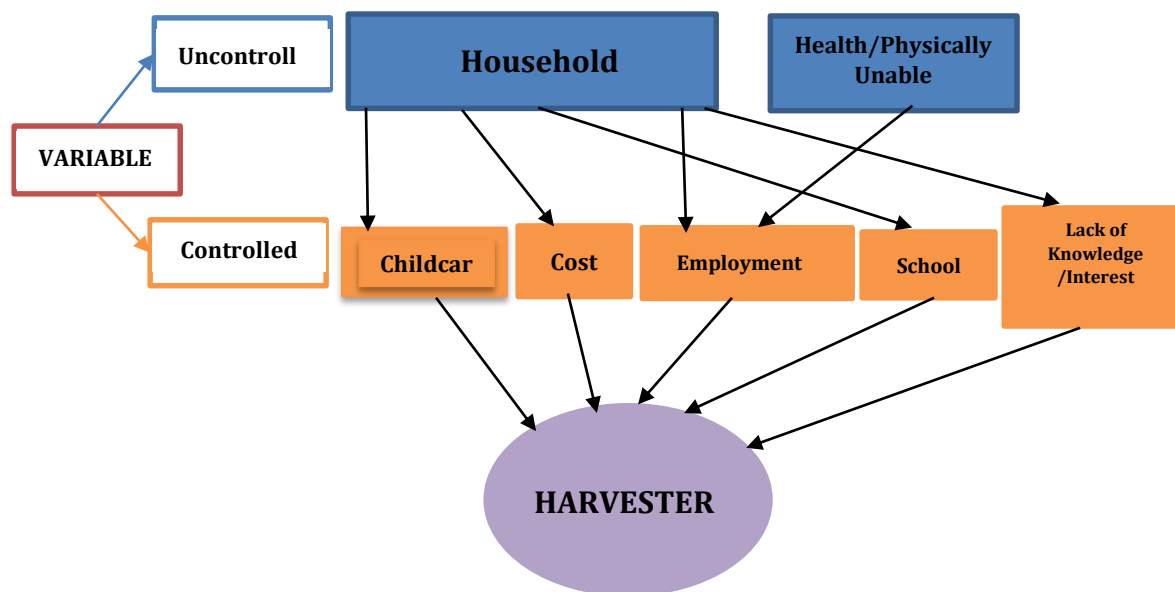 Uncontroll
Household
Health/Physically
Unable
VARIABLE
Controlled
Childcar
Cost
Employment
School
Lack of
Knowledge
/Interest
HARVESTER